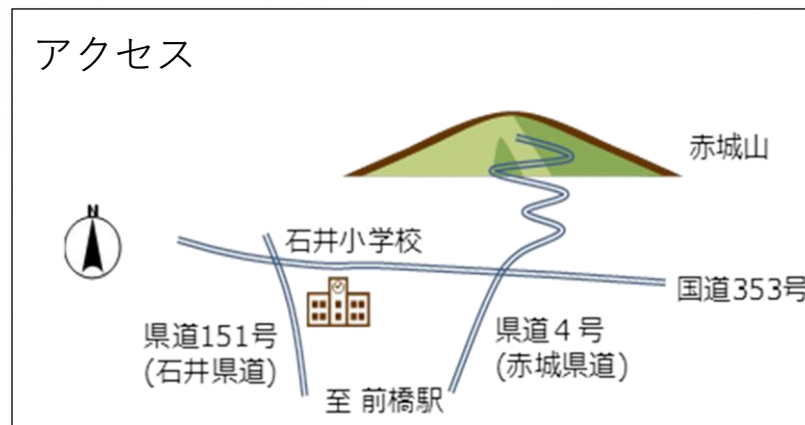 アクセス
赤城山
N
石井小学校
国道353号
県道151号
(石井県道)
県道４号
(赤城県道)
至 前橋駅